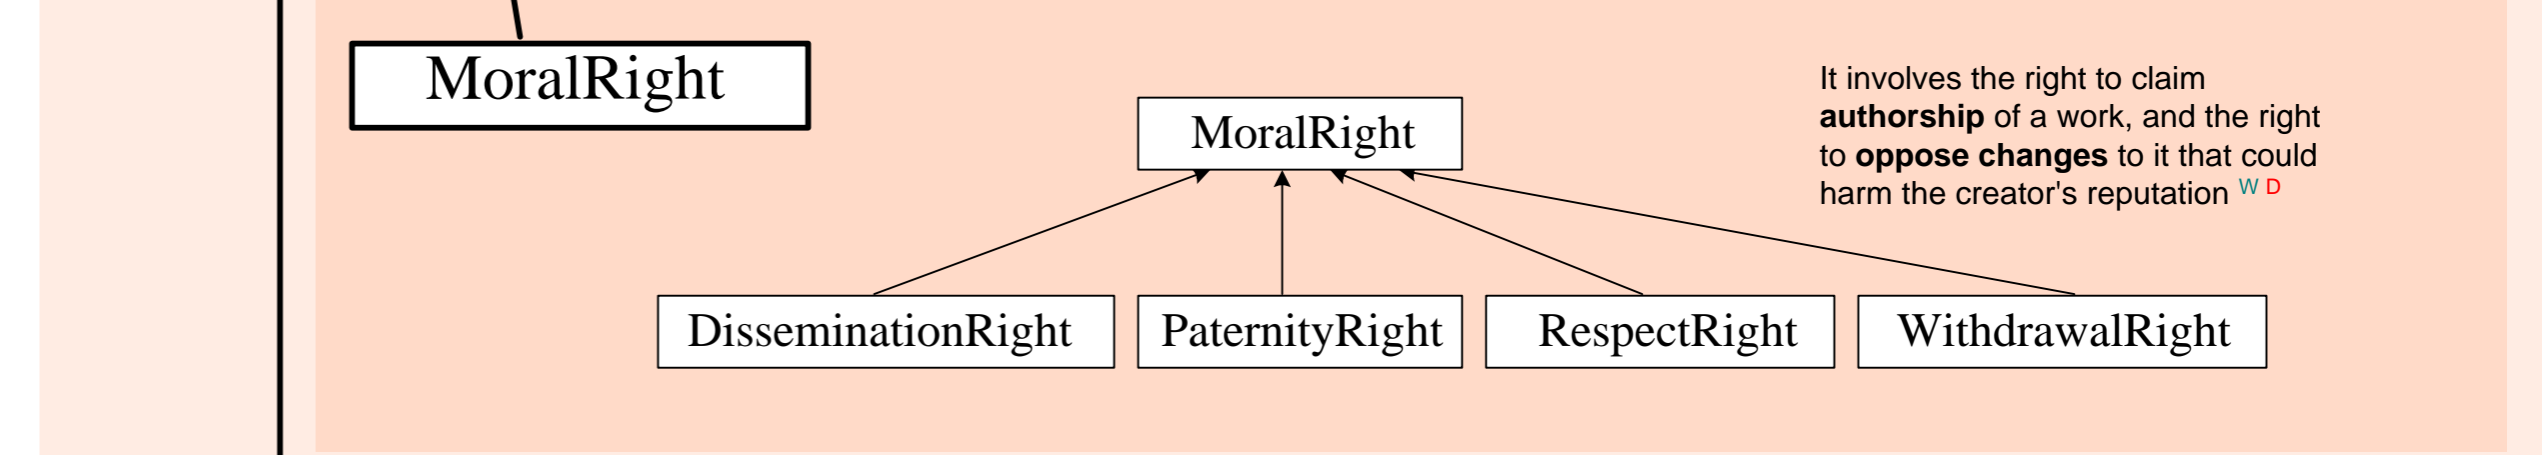 MoralRight
MoralRight
It involves the right to claim
authorship of a work, and the right
to oppose changes to it that could
harm the creator's reputation W D
DisseminationRight
PaternityRight
RespectRight
WithdrawalRight